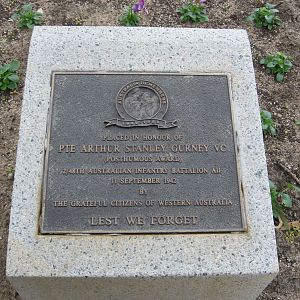 PLACED IN HONOUR OF
PTE ARTHUR STANLEY GURNEY VC
(POSTHUMOUS AWARD)
2/48TH AUSTRALIAN INFANTRY BATTALION AIF
11 SEPTEMBER 1942
BY
THE GRATEFUL CITIZENS OF WESTERN AUSTRALIA
LEST WE FORGET